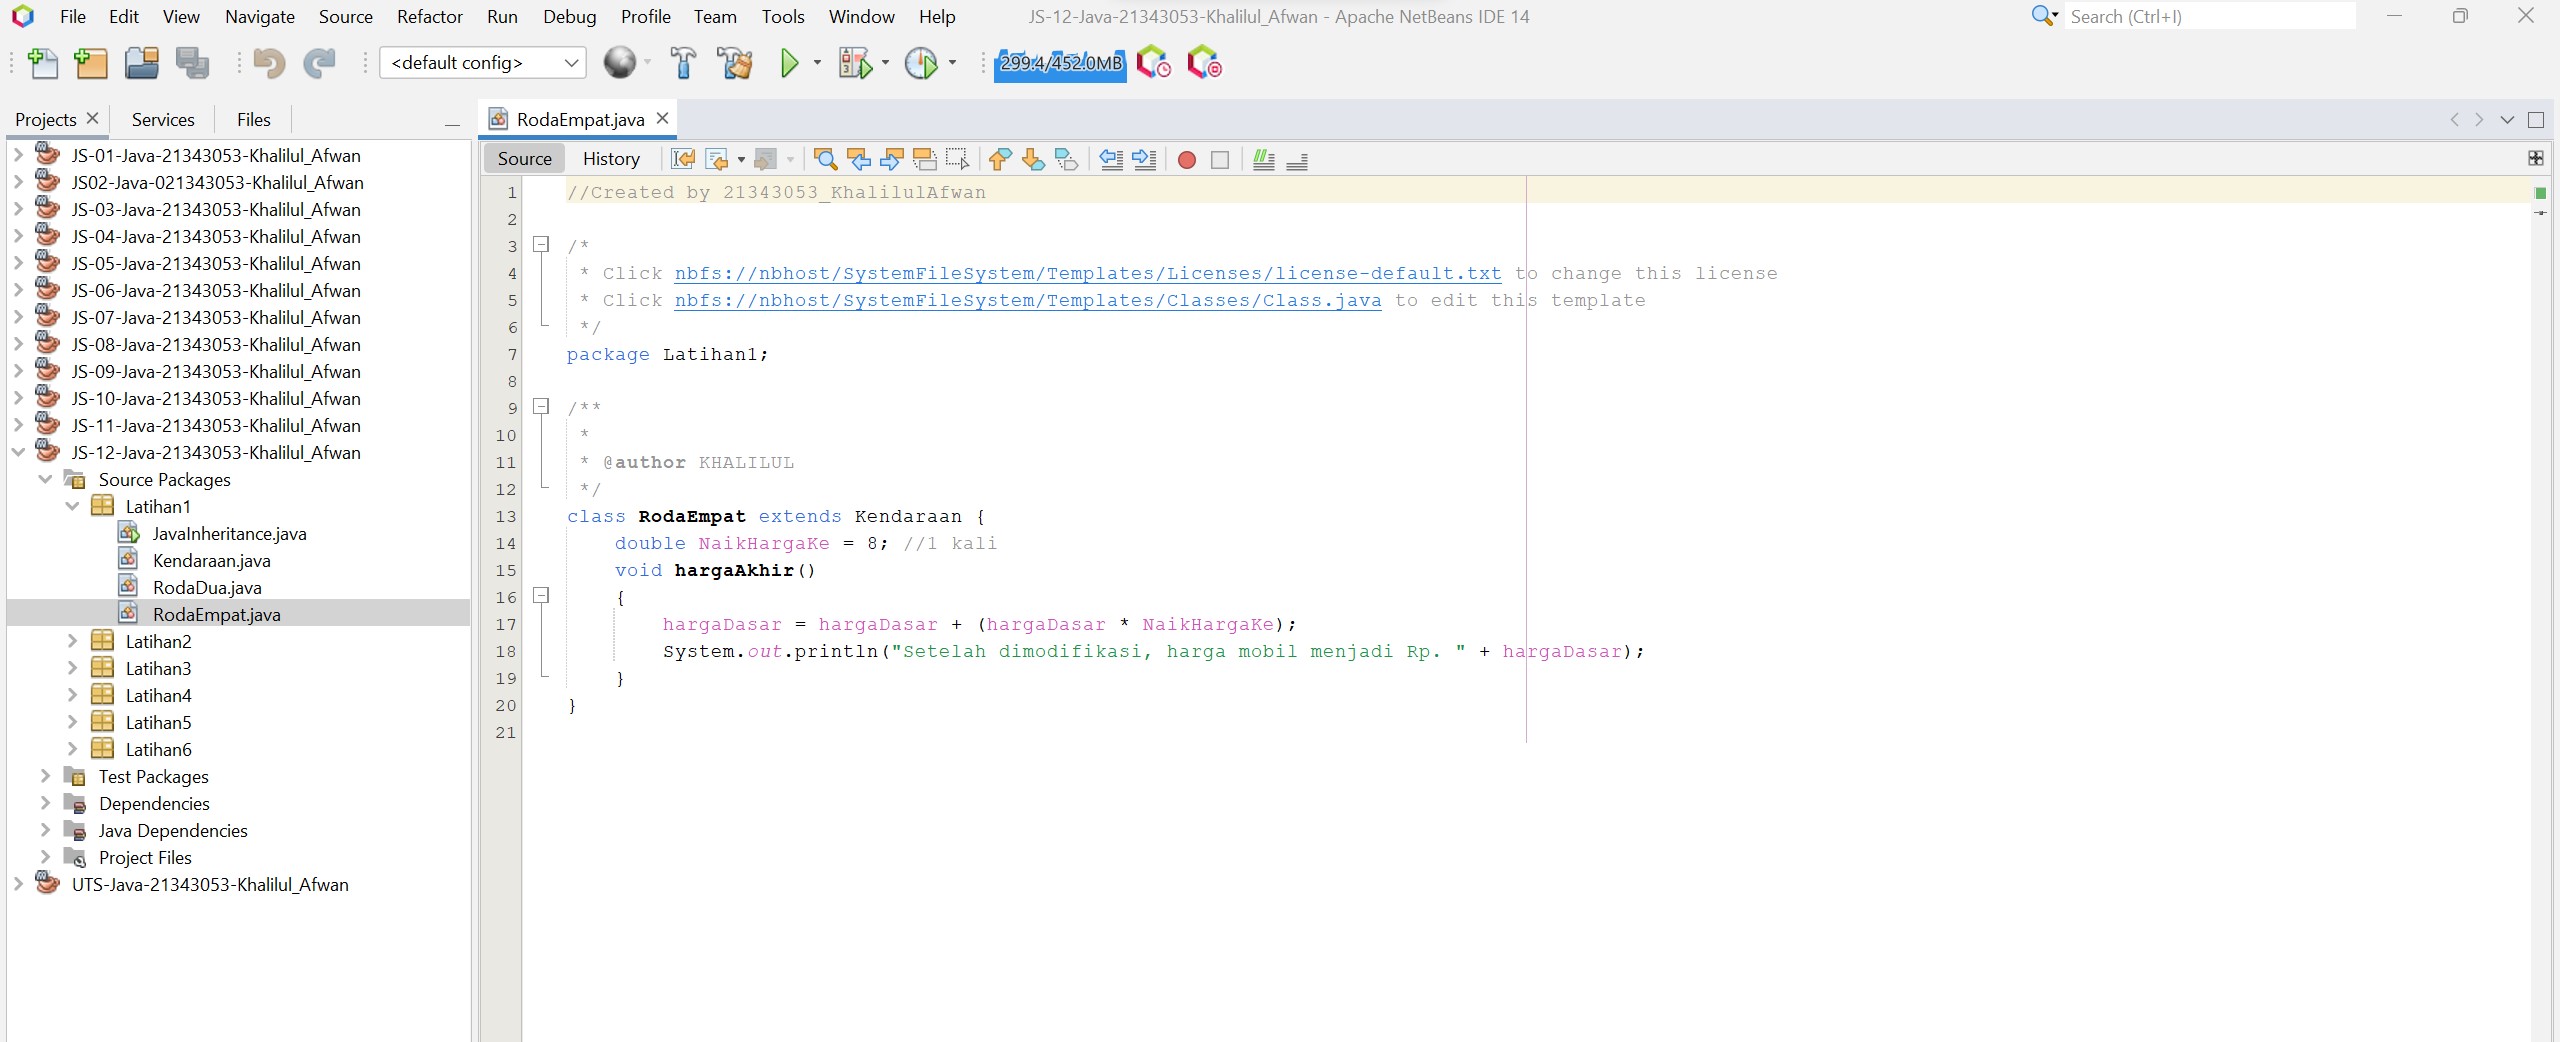 File Edit View Navigate Source Refactor Run Debug Profile Team Tools Window Help JS-12-Java-21343053-Khalilul_Afwan - Apache NetBeans IDE 14 Search (Ctrl+I)
<default config> 299.4/452.0MB
Projects Services Files
RodaEmpat.java
Source History
JS-01-Java-21343053-Khalilul_Afwan
JS02-Java-021343053-Khalilul_Afwan
JS-03-Java-21343053-Khalilul_Afwan
JS-04-Java-21343053-Khalilul_Afwan
JS-05-Java-21343053-Khalilul_Afwan
JS-06-Java-21343053-Khalilul_Afwan
JS-07-Java-21343053-Khalilul_Afwan
JS-08-Java-21343053-Khalilul_Afwan
JS-09-Java-21343053-Khalilul_Afwan
JS-10-Java-21343053-Khalilul_Afwan
JS-11-Java-21343053-Khalilul_Afwan
JS-12-Java-21343053-Khalilul_Afwan
Source Packages
Latihan1
JavaInheritance.java
Kendaraan.java
RodaDua.java
RodaEmpat.java
Latihan2
Latihan3
Latihan4
Latihan5
Latihan6
Test Packages
Dependencies
Java Dependencies
Project Files
UTS-Java-21343053-Khalilul_Afwan
1 //Created by 21343053_KhalilulAfwan
2
3 /*
4 * Click nbfs://nbhost/SystemFileSystem/Templates/Licenses/license-default.txt to change this license
5 * Click nbfs://nbhost/SystemFileSystem/Templates/Classes/Class.java to edit this template
6 */
7 package Latihan1;
8
9 /**
10 *
11 * @author KHALILUL
12 */
13 class RodaEmpat extends Kendaraan {
14 double NaikHargaKe = 8; //1 kali
15 void hargaAkhir()
16 {
17 hargaDasar = hargaDasar + (hargaDasar * NaikHargaKe);
18 System.out.println("Setelah dimodifikasi, harga mobil menjadi Rp. " + hargaDasar);
19 }
20 }
21